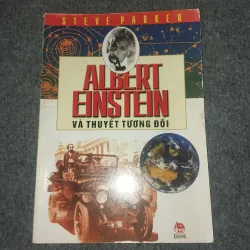 STEVE PARKER
ALBERT
EINSTEIN
VÀ THUYẾT TƯƠNG ĐỐI